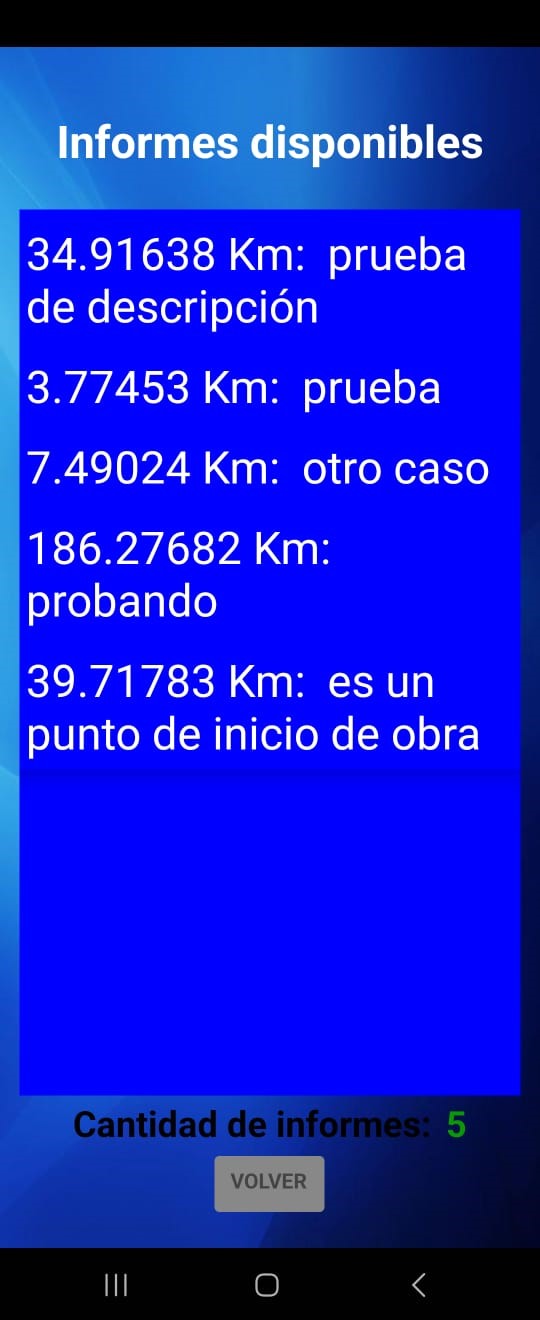 Informes disponibles
34.91638 Km:  prueba
de descripción
3.77453 Km:  prueba
7.49024 Km:  otro caso
186.27682 Km:
probando
39.71783 Km:  es un
punto de inicio de obra
Cantidad de informes:  5
VOLVER